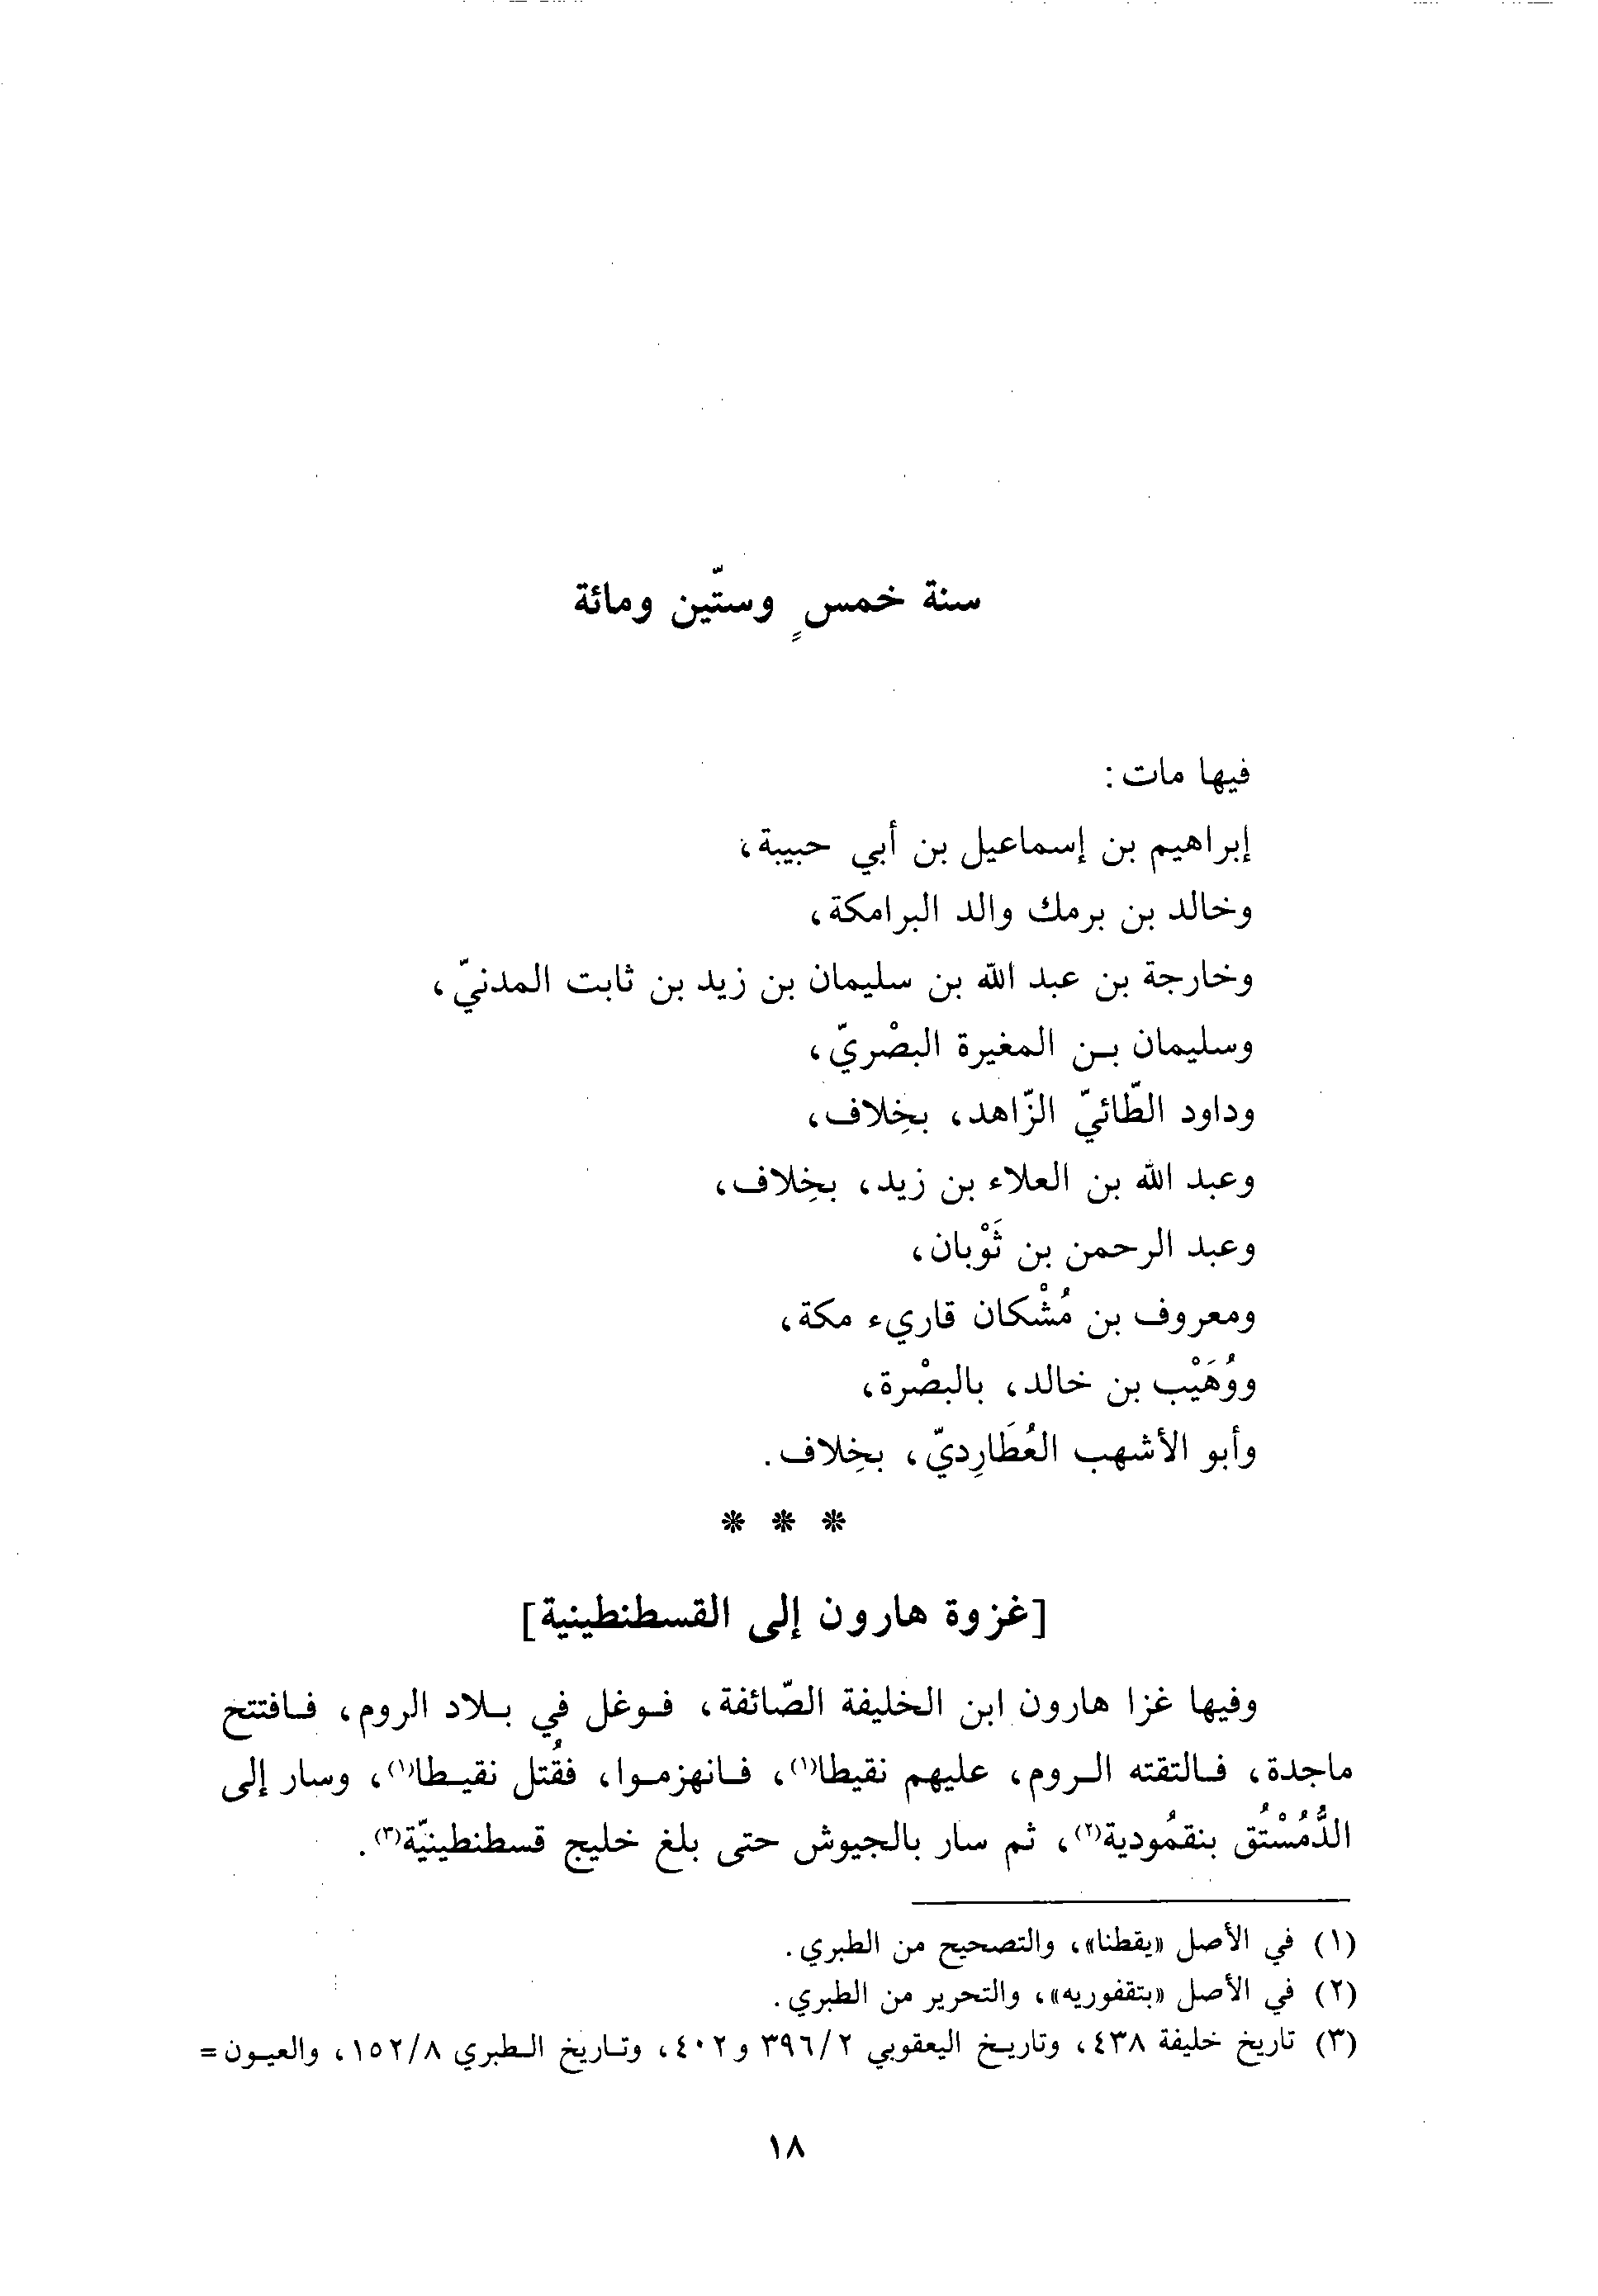 سنة خمسٍ وستّين ومائة
فيها مات:
إبراهيم بن إسماعيل بن أبي حبيبة،
وخالد بن برمك والد البرامكة،
وخارجة بن عبد الله بن سليمان بن زيد بن ثابت المدنيّ،
وسليمان بن المغيرة البصْريّ،
وداود الطّائيّ الزّاهد، بخِلاف،
وعبد الله بن العلاء بن زيد، بخِلاف،
وعبد الرحمن بن ثَوْبان،
ومعروف بن مُشْكان قاريء مكة،
ووُهَيْب بن خالد، بالبصْرة،
وأبو الأشهب العُطَارِديّ، بخِلاف.
* * *
[غزوة هارون إلى القسطنطينية]
وفيها غزا هارون ابن الخليفة الصّائفة، فوغل في بلاد الروم، فافتتح
ماجدة، فالتقته الروم، عليهم نقيطا(١)، فانهزموا، فقُتل نقيطا(١)، وسار إلى
الدُّمُسْتُق بنقمُودية(٢)، ثم سار بالجيوش حتى بلغ خليج قسطنطينيّة(٣).
(١) في الأصل «يقطنا»، والتصحيح من الطبري.
(٢) في الأصل «بتقفوريه»، والتحرير من الطبري.
(٣) تاريخ خليفة ٤٣٨، وتاريخ اليعقوبي ٣٩٦/٢ و٤٠٢، وتاريخ الطبري ١٥٢/٨، والعيون =
١٨